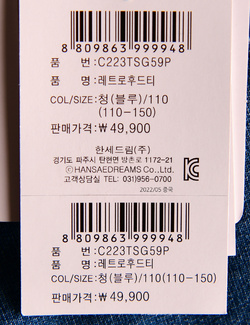 8 809863 999948
품 번: C223TSG59P
품 명: 레트로후드티
COL/SIZE: 청(블루)/110
(110-150)
판매가격: ₩ 49,900
한세드림(주)
경기도 파주시 탄현면 방촌로 1172-21
ⓒHANSAEDREAMS CO.,Ltd
고객상담실 TEL: 031)956-0700
2022/05 중국
8 809863 999948
품 번: C223TSG59P
품 명: 레트로후드티
COL/SIZE: 청(블루)/110(110-150)
판매가격: ₩ 49,900